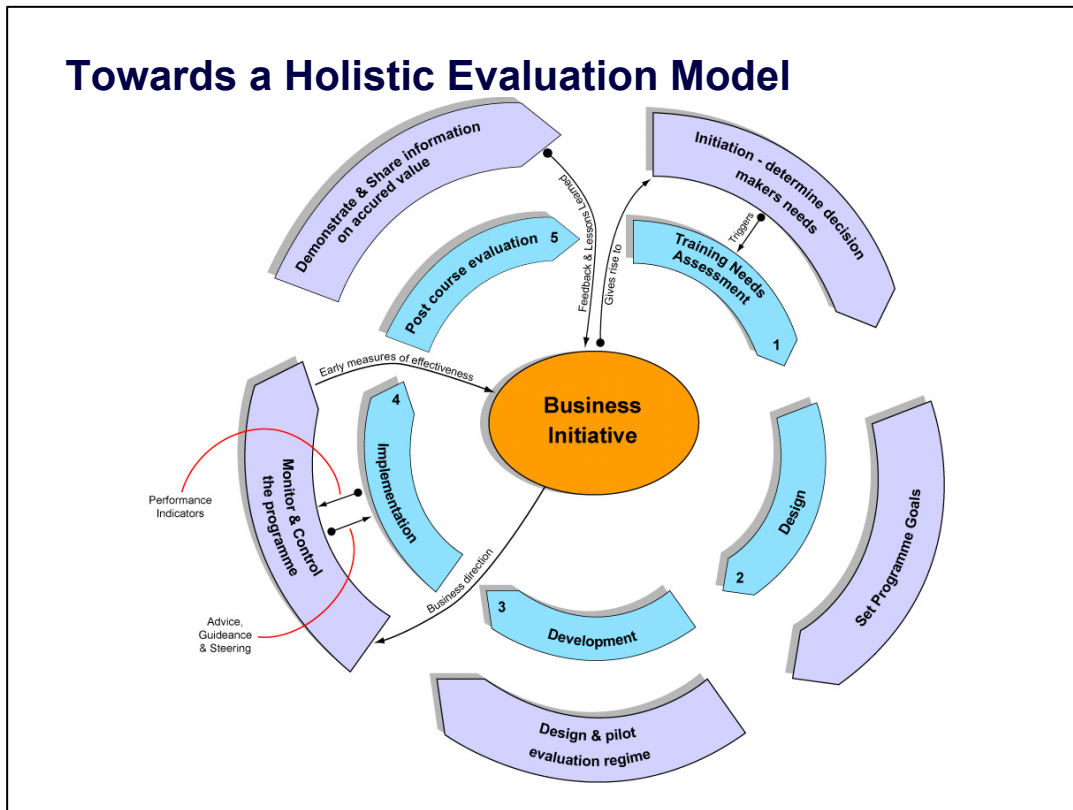 Towards a Holistic Evaluation Model
Initiation - determine decision
makers needs
Triggers
Training Needs
Assessment
1
Gives rise to
Feedback & Lessons Learned
Demonstrate & Share information
on accured value
Post course evaluation 5
Early measures of effectiveness
Business
Initiative
4
Implementation
Monitor & Control
the programme
Performance
Indicators
Advice,
Guideance
& Steering
Business direction
3
Development
Design & pilot
evaluation regime
Design
2
Set Programme Goals